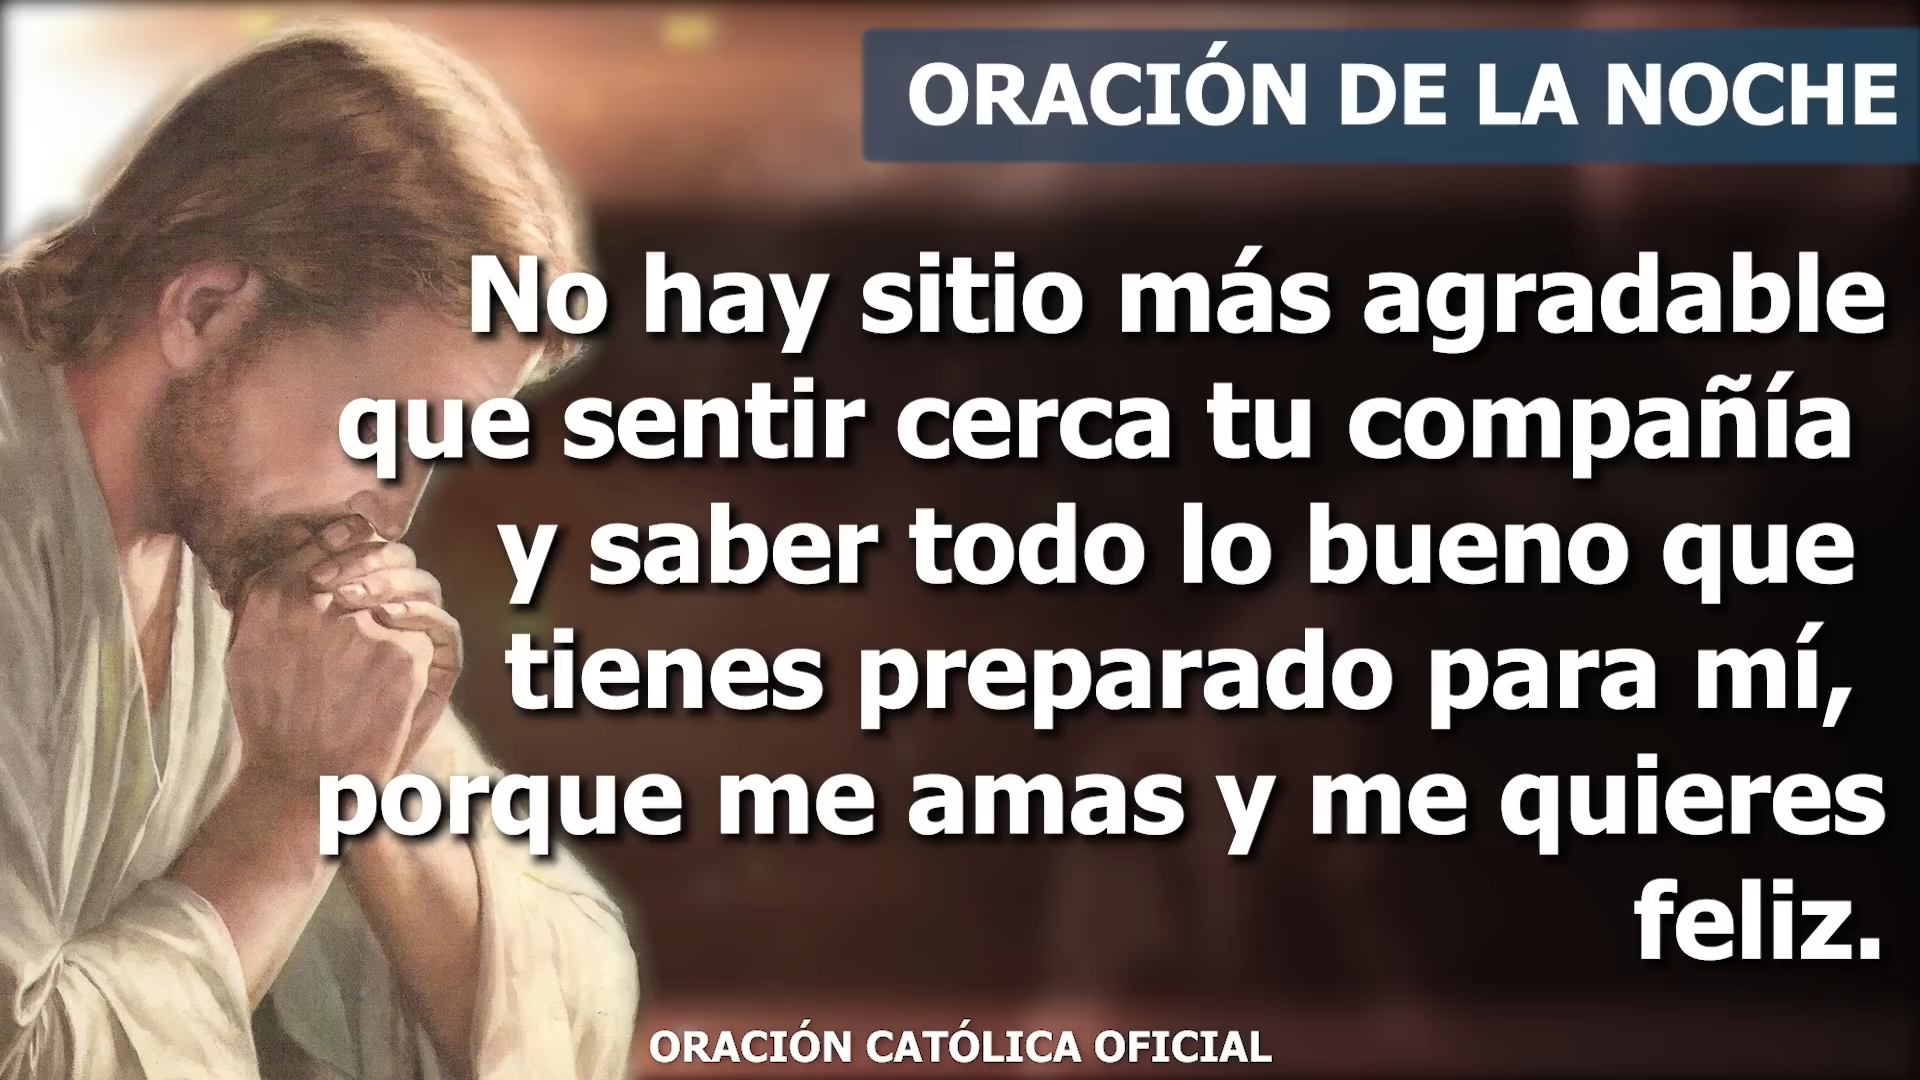 ORACIÓN DE LA NOCHE
No hay sitio más agradable
que sentir cerca tu compañía
y saber todo lo bueno que
tienes preparado para mí,
porque me amas y me quieres
feliz.
ORACIÓN CATÓLICA OFICIAL